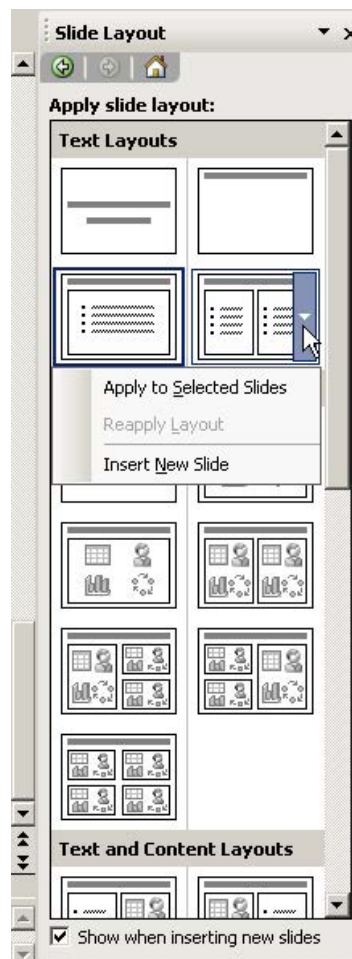 Slide Layout
Apply slide layout:
Text Layouts
Apply to Selected Slides
Reapply Layout
Insert New Slide
Text and Content Layouts
Show when inserting new slides